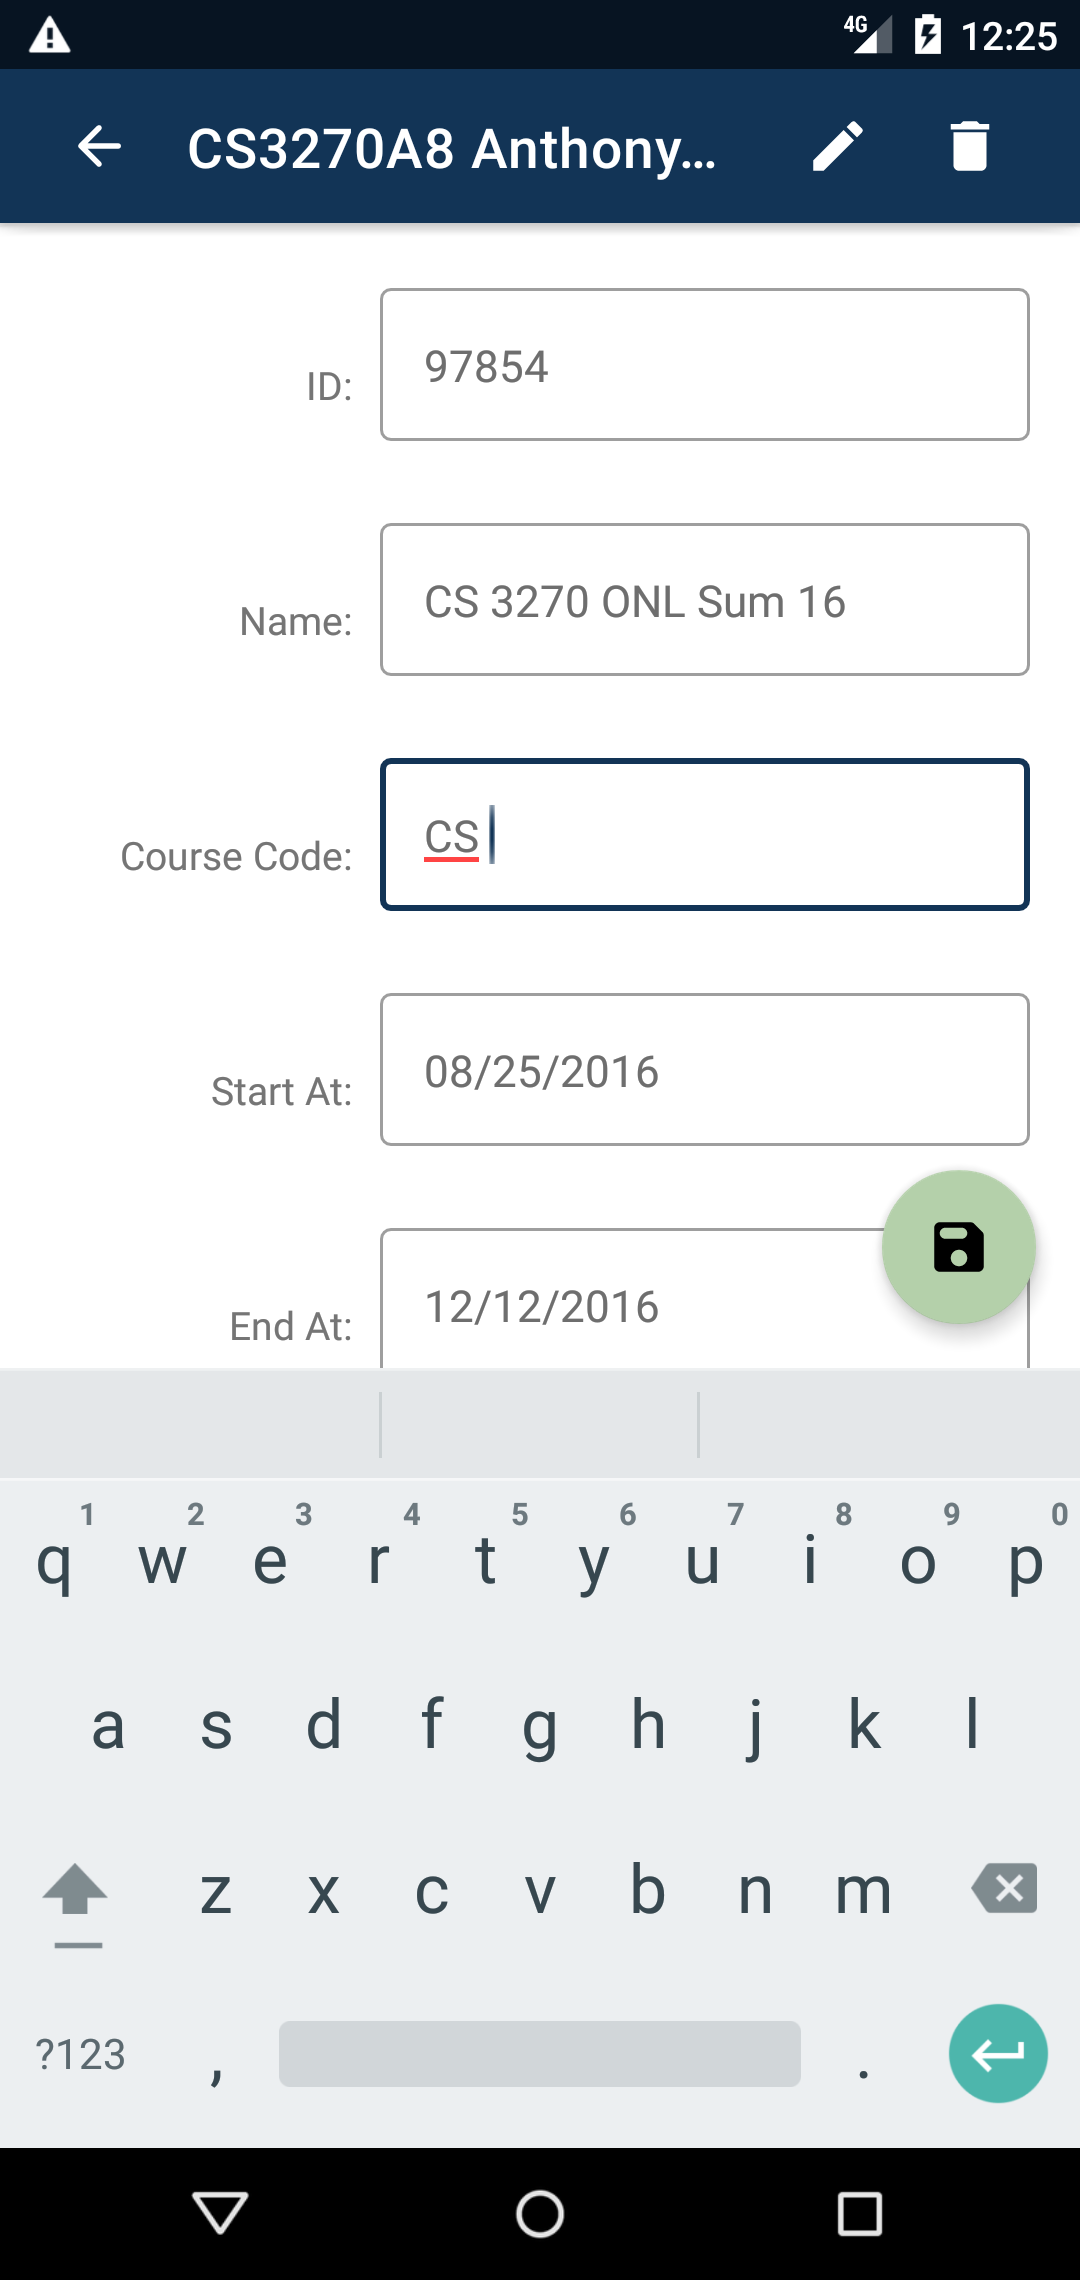 4G 12:25
CS3270A8 Anthony...
ID: 97854
Name: CS 3270 ONL Sum 16
Course Code: CS
Start At: 08/25/2016
End At: 12/12/2016
1 2 3 4 5 6 7 8 9 0
q w e r t y u i o p
a s d f g h j k l
z x c v b n m
?123 , .